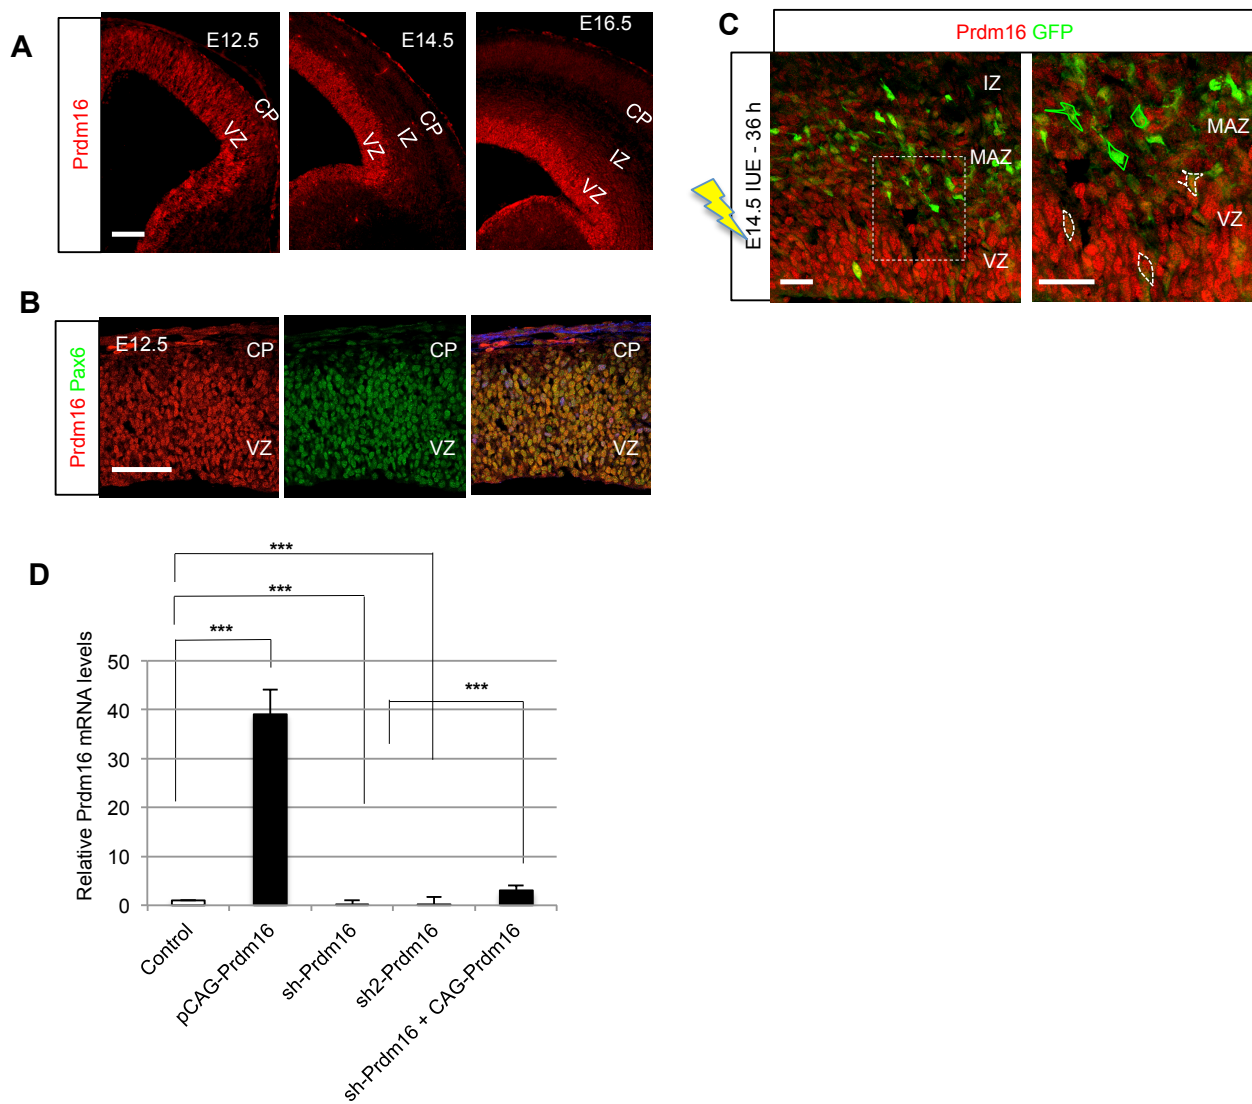 A
Prdm16
E12.5
CP
VZ
E14.5
CP
IZ
VZ
E16.5
CP
IZ
VZ
B
Prdm16 Pax6
E12.5
CP
VZ
CP
VZ
CP
VZ
C
Prdm16 GFP
E14.5 IUE - 36 h
IZ
MAZ
VZ
MAZ
VZ
D
***
***
***
***
Relative Prdm16 mRNA levels
50
40
30
20
10
0
Control
pCAG-Prdm16
sh-Prdm16
sh2-Prdm16
sh-Prdm16 + CAG-Prdm16